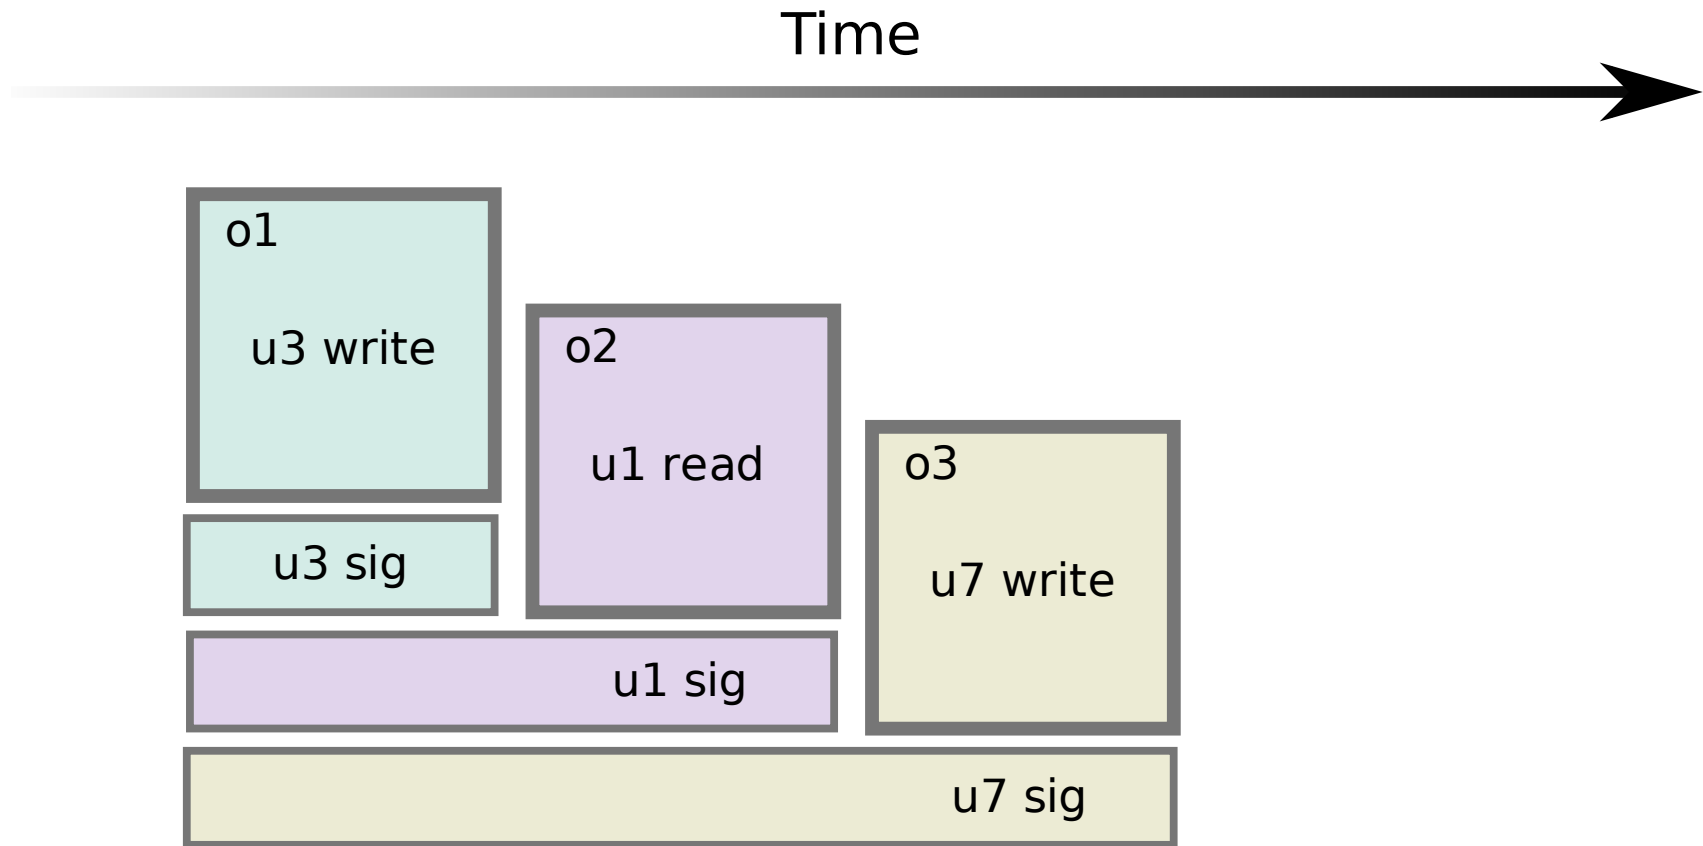 Time
o1
u3 write
u3 sig
o2
u1 read
u1 sig
o3
u7 write
u7 sig